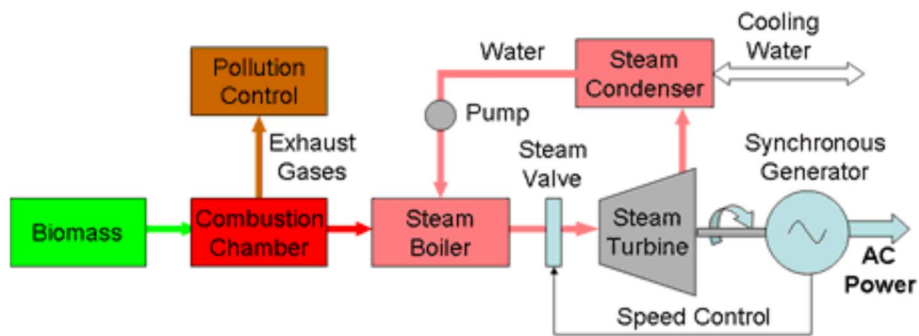 Pollution
Control
Water
Steam
Condenser
Cooling
Water
Pump
Exhaust
Gases
Steam
Valve
Synchronous
Generator
Biomass
Combustion
Chamber
Steam
Boiler
Steam
Turbine
AC
Power
Speed Control